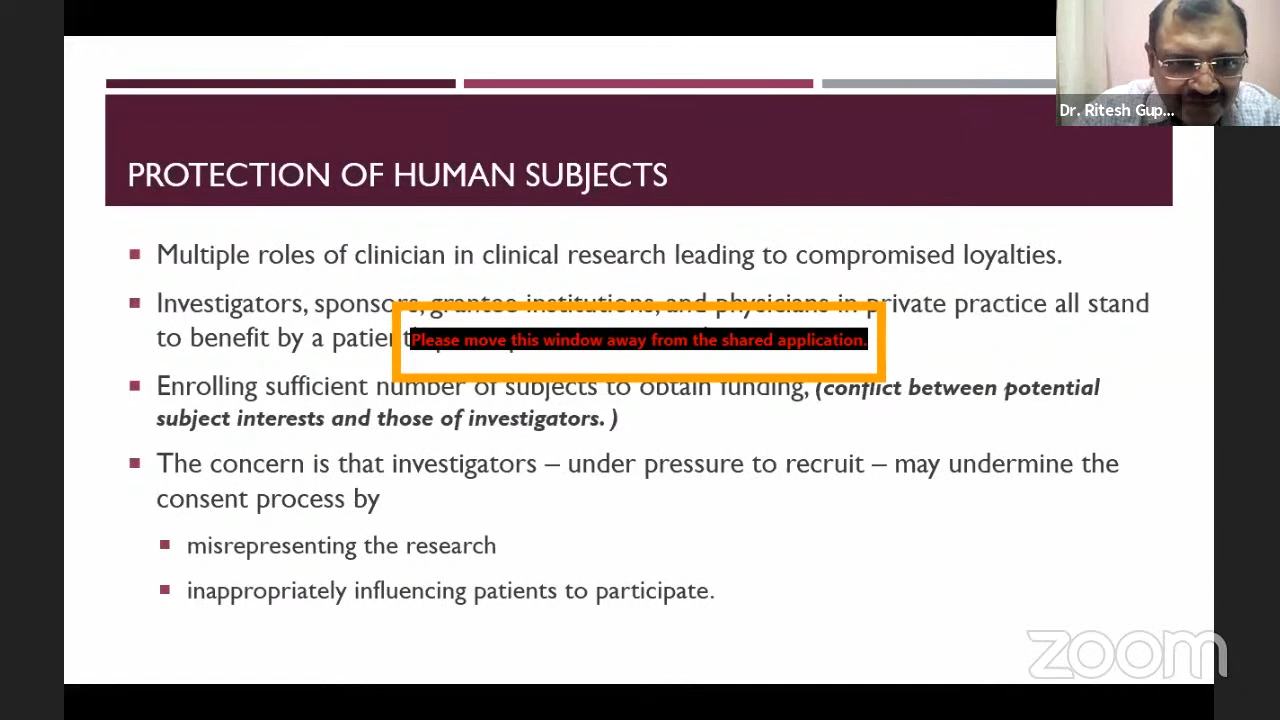 Dr. Ritesh Gup...
PROTECTION OF HUMAN SUBJECTS
Multiple roles of clinician in clinical research leading to compromised loyalties.
Investigators, sponsors, grantee institutions, and physicians in private practice all stand
to benefit by a patient
Please move this window away from the shared application.
Enrolling sufficient number of subjects to obtain funding, (conflict between potential
subject interests and those of investigators. )
The concern is that investigators – under pressure to recruit – may undermine the
consent process by
misrepresenting the research
inappropriately influencing patients to participate.
zoom